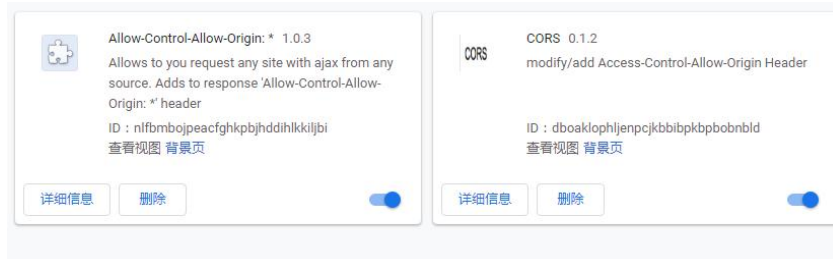 Allow-Control-Allow-Origin: * 1.0.3
Allows to you request any site with ajax from any
source. Adds to response 'Allow-Control-Allow-
Origin: *' header
ID：nlfbmbojpeacfghkpbjhddihlkkiljbi
查看视图 背景页
详细信息 删除
CORS
CORS 0.1.2
modify/add Access-Control-Allow-Origin Header
ID：dboaklophljenpcjkbbibpkbpbobnbld
查看视图 背景页
详细信息 删除